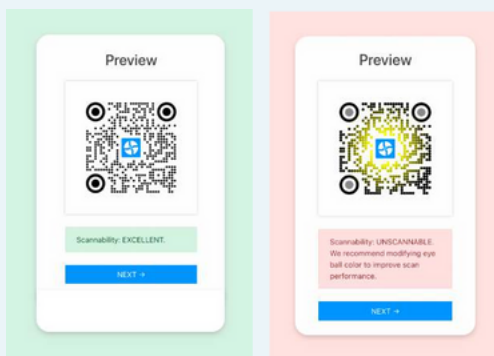 Preview
Scannability: EXCELLENT.
NEXT →
Preview
Scannability: UNSCANNABLE.
We recommend modifying eye
ball color to improve scan
performance.
NEXT →